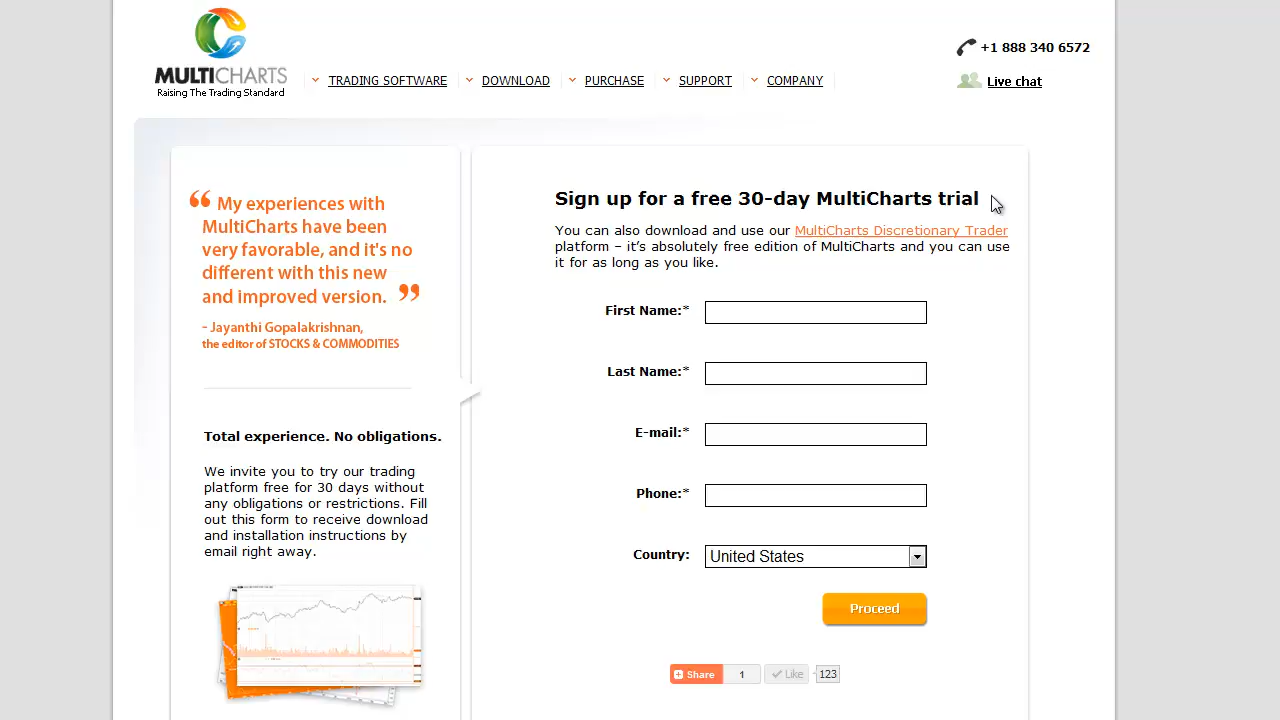 MULTICHARTS
Raising The Trading Standard
TRADING SOFTWARE
DOWNLOAD
PURCHASE
SUPPORT
COMPANY
+1 888 340 6572
Live chat
“ My experiences with
MultiCharts have been
very favorable, and it's no
different with this new
and improved version. ”
- Jayanthi Gopalakrishnan,
the editor of STOCKS & COMMODITIES
Total experience. No obligations.
We invite you to try our trading
platform free for 30 days without
any obligations or restrictions. Fill
out this form to receive download
and installation instructions by
email right away.
Sign up for a free 30-day MultiCharts trial
You can also download and use our MultiCharts Discretionary Trader
platform – it’s absolutely free edition of MultiCharts and you can use
it for as long as you like.
First Name:*
Last Name:*
E-mail:*
Phone:*
Country: United States
Proceed
Share 1 Like 123